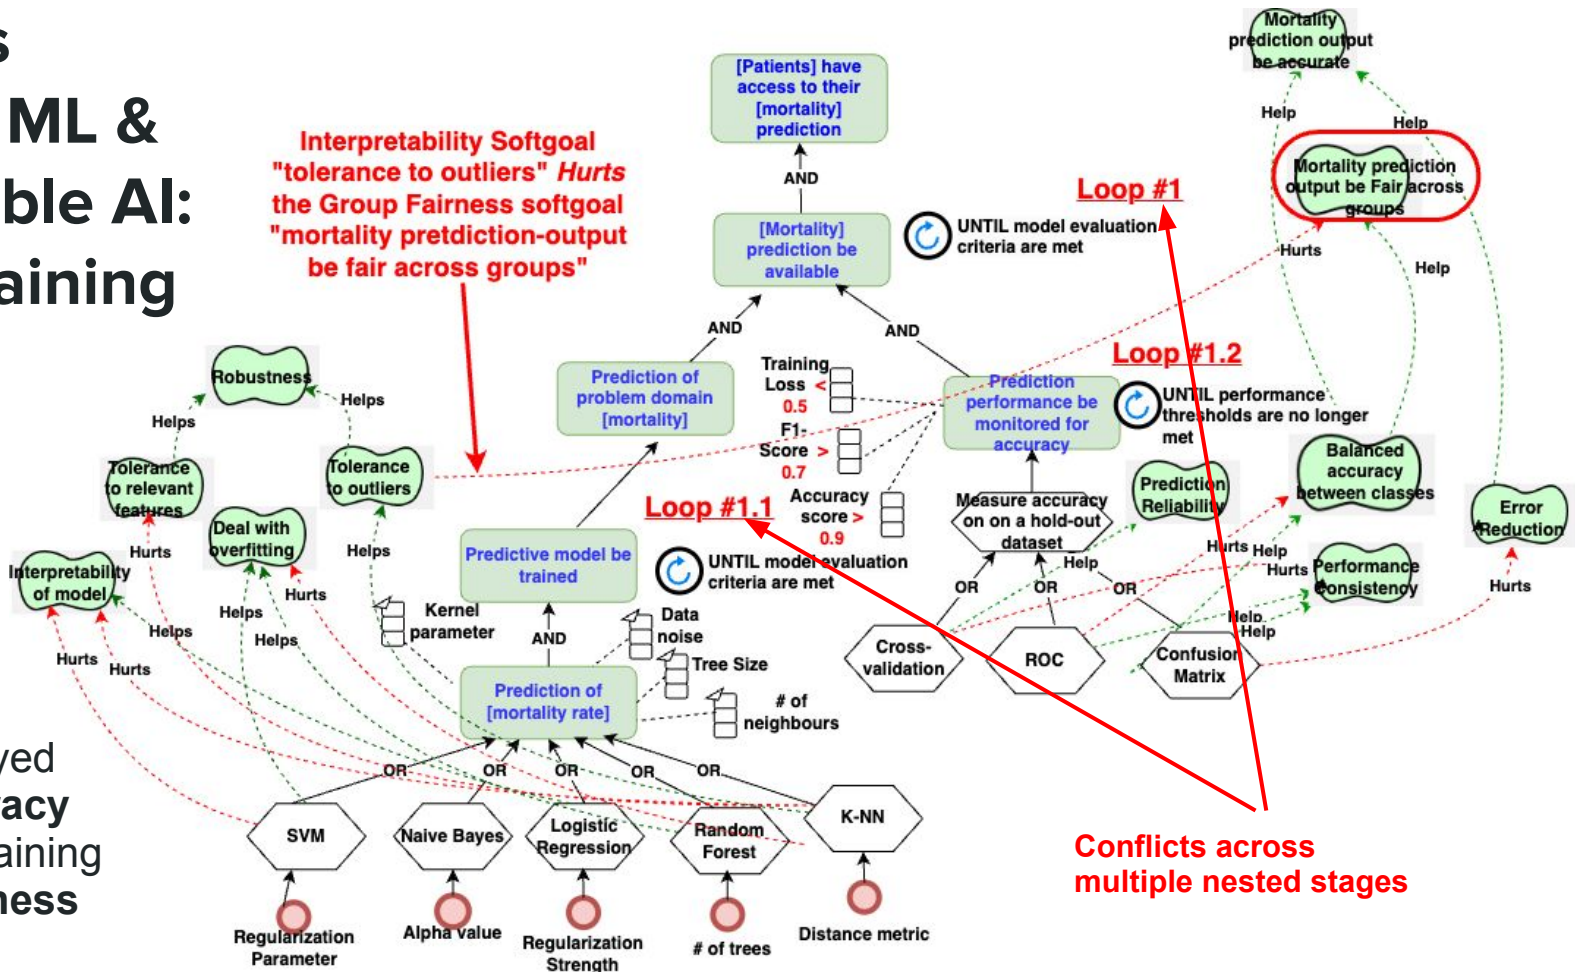 s
ML &
ble AI:
aining
yed
acy
aining
ness
Interpretability Softgoal
"tolerance to outliers" Hurts
the Group Fairness softgoal
"mortality pretdiction-output
be fair across groups"
[Patients] have
access to their
[mortality]
prediction
AND
[Mortality]
prediction be
available
UNTIL model evaluation
criteria are met
Loop #1
Mortality
prediction output
be accurate
Help
Help
Mortality prediction
output be Fair across
groups
Hurts
Help
AND
AND
Prediction of
problem domain
[mortality]
Training
Loss <
0.5
F1-
Score >
0.7
Accuracy
score >
0.9
Loop #1.2
Prediction
performance be
monitored for
accuracy
UNTIL performance
thresholds are no longer
met
Robustness
Helps
Helps
Tolerance
to relevant
features
Tolerance
to outliers
Deal with
overfitting
Interpretability
of model
Hurts
Helps
Helps
Hurts
Helps
Helps
Hurts
Hurts
Loop #1.1
Predictive model be
trained
UNTIL model evaluation
criteria are met
Kernel
parameter
AND
Data
noise
Tree Size
# of
neighbours
Prediction of
[mortality rate]
Measure accuracy
on on a hold-out
dataset
Prediction
Reliability
Balanced
accuracy
between classes
Error
Reduction
Performance
Consistency
Hurts
Help
Hurts
Help
Hurts
Help
Help
OR
OR
OR
Cross-
validation
ROC
Confusion
Matrix
OR
OR
OR
OR
OR
SVM
Naive Bayes
Logistic
Regression
Random
Forest
K-NN
Regularization
Parameter
Alpha value
Regularization
Strength
# of trees
Distance metric
Conflicts across
multiple nested stages